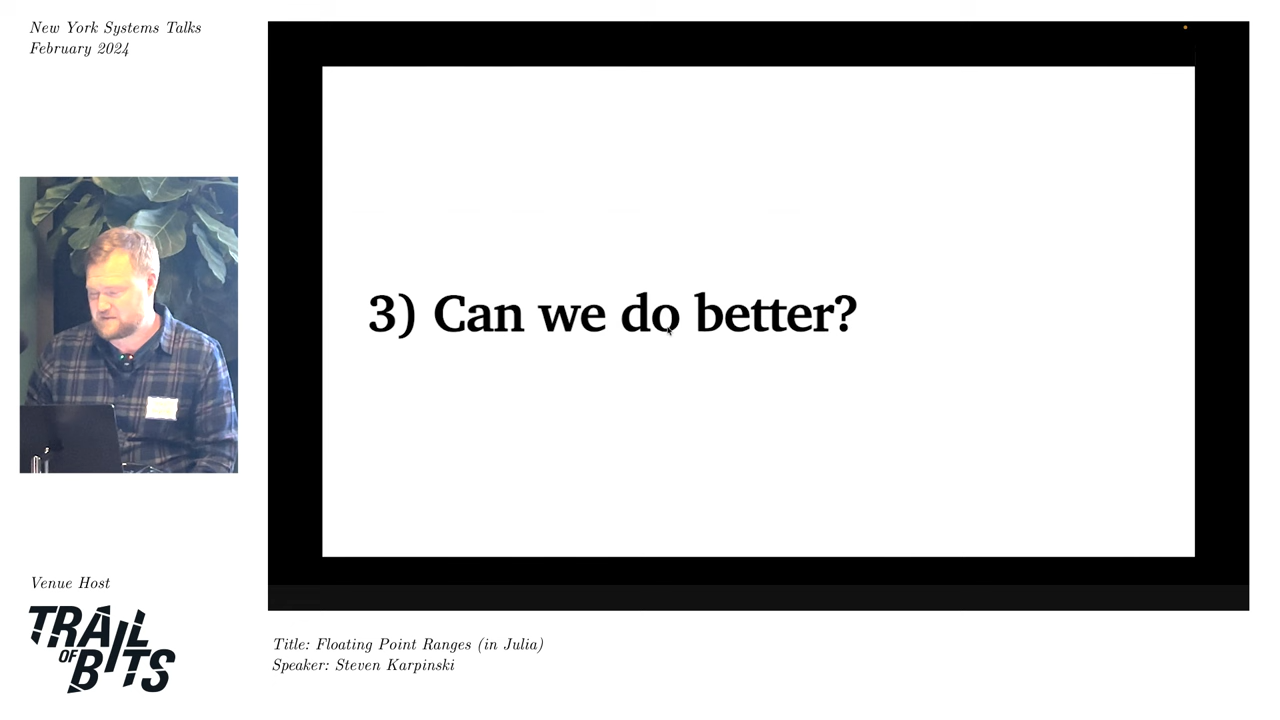 New York Systems Talks
February 2024
3) Can we do better?
Venue Host
TRAIL
OF
BITS
Title: Floating Point Ranges (in Julia)
Speaker: Steven Karpinski